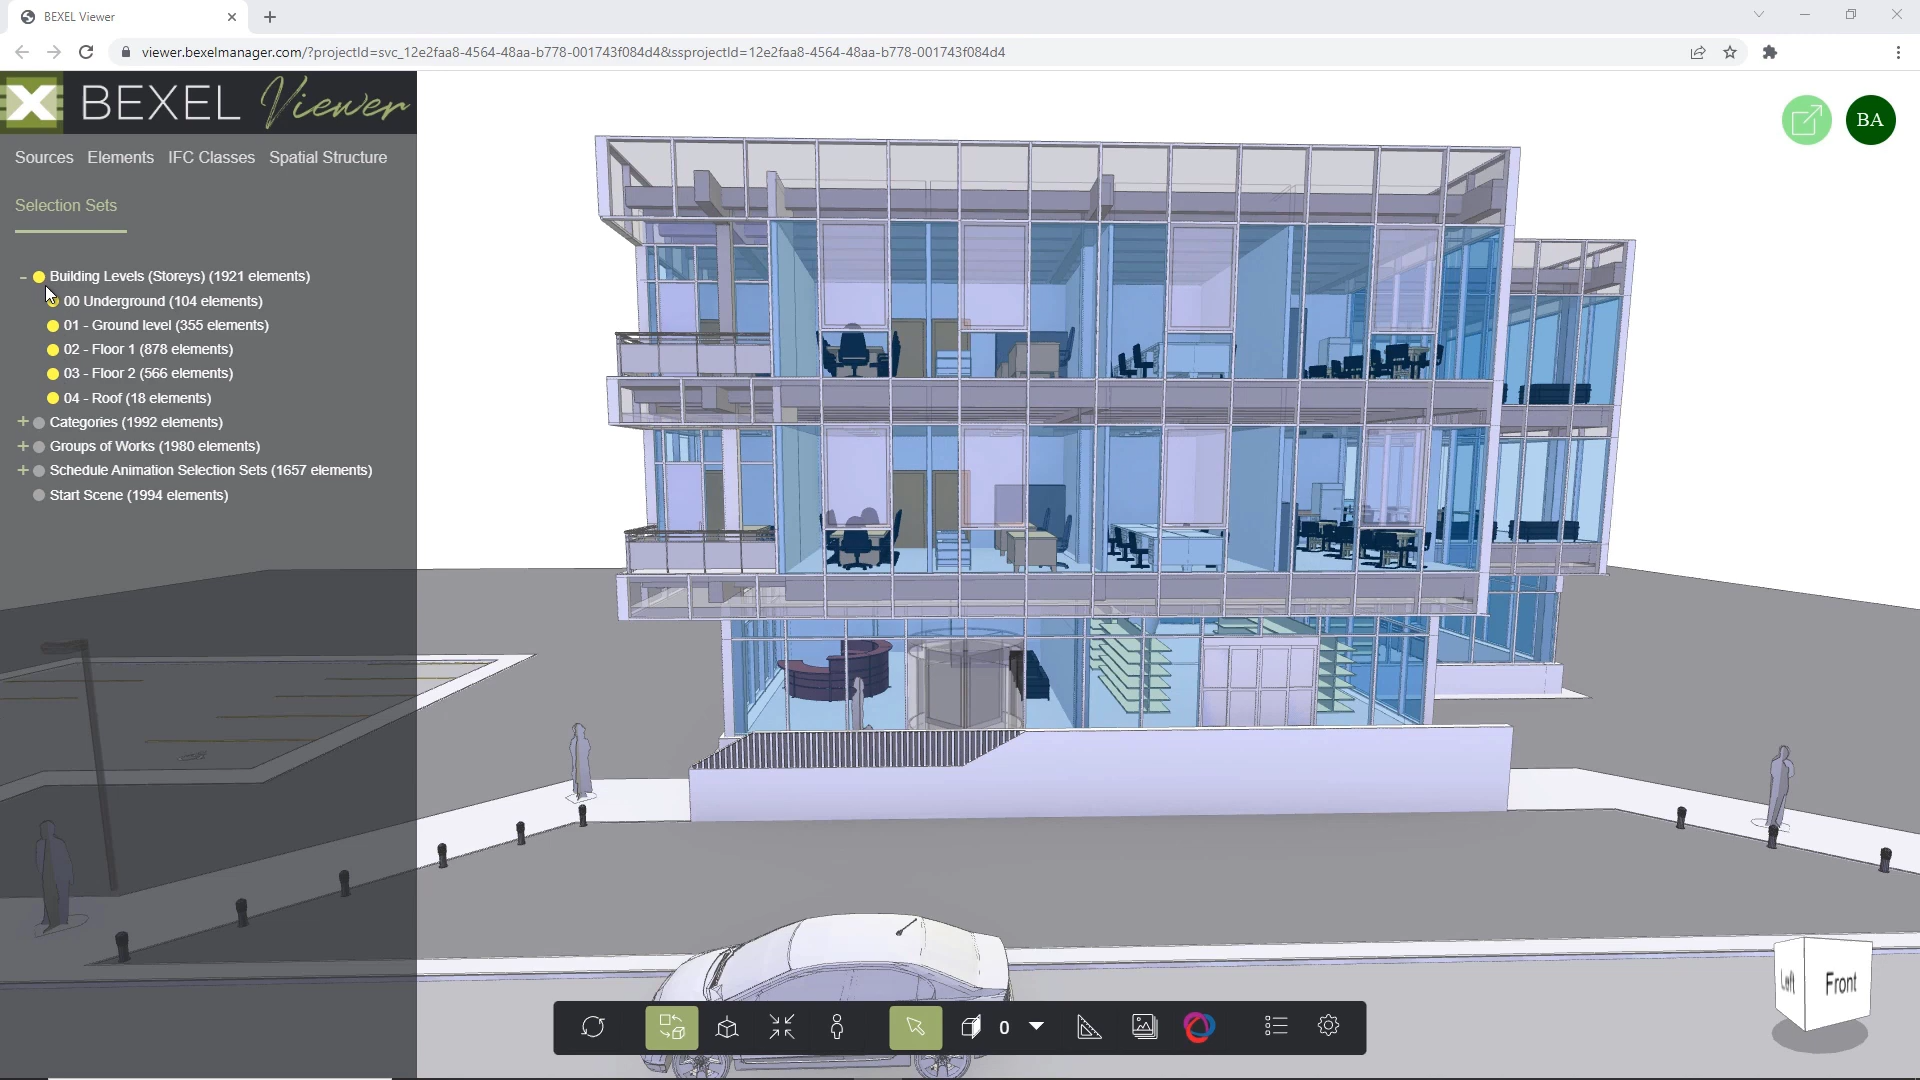 BEXEL Viewer
viewer.bexelmanager.com/?projectId=svc_12e2faa8-4564-48aa-b778-001743f084d4&ssprojectId=12e2faa8-4564-48aa-b778-001743f084d4
BEXEL Viewer
BA
Sources Elements IFC Classes Spatial Structure
Selection Sets
Building Levels (Storeys) (1921 elements)
00 Underground (104 elements)
01 - Ground level (355 elements)
02 - Floor 1 (878 elements)
03 - Floor 2 (566 elements)
04 - Roof (18 elements)
Categories (1992 elements)
Groups of Works (1980 elements)
Schedule Animation Selection Sets (1657 elements)
Start Scene (1994 elements)
Left Front
0